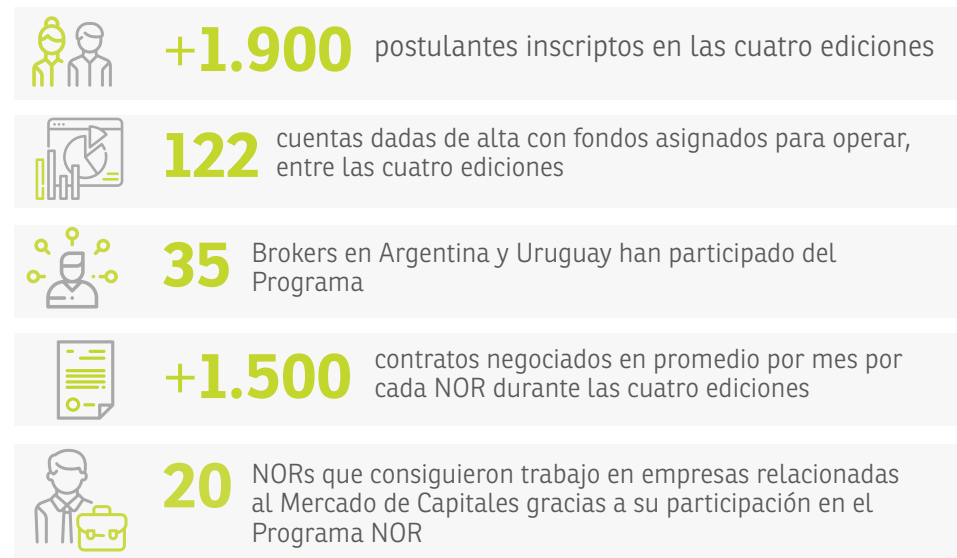 +1.900 postulantes inscriptos en las cuatro ediciones
122 cuentas dadas de alta con fondos asignados para operar,
entre las cuatro ediciones
35 Brokers en Argentina y Uruguay han participado del
Programa
+1.500 contratos negociados en promedio por mes por
cada NOR durante las cuatro ediciones
20 NORs que consiguieron trabajo en empresas relacionadas
al Mercado de Capitales gracias a su participación en el
Programa NOR